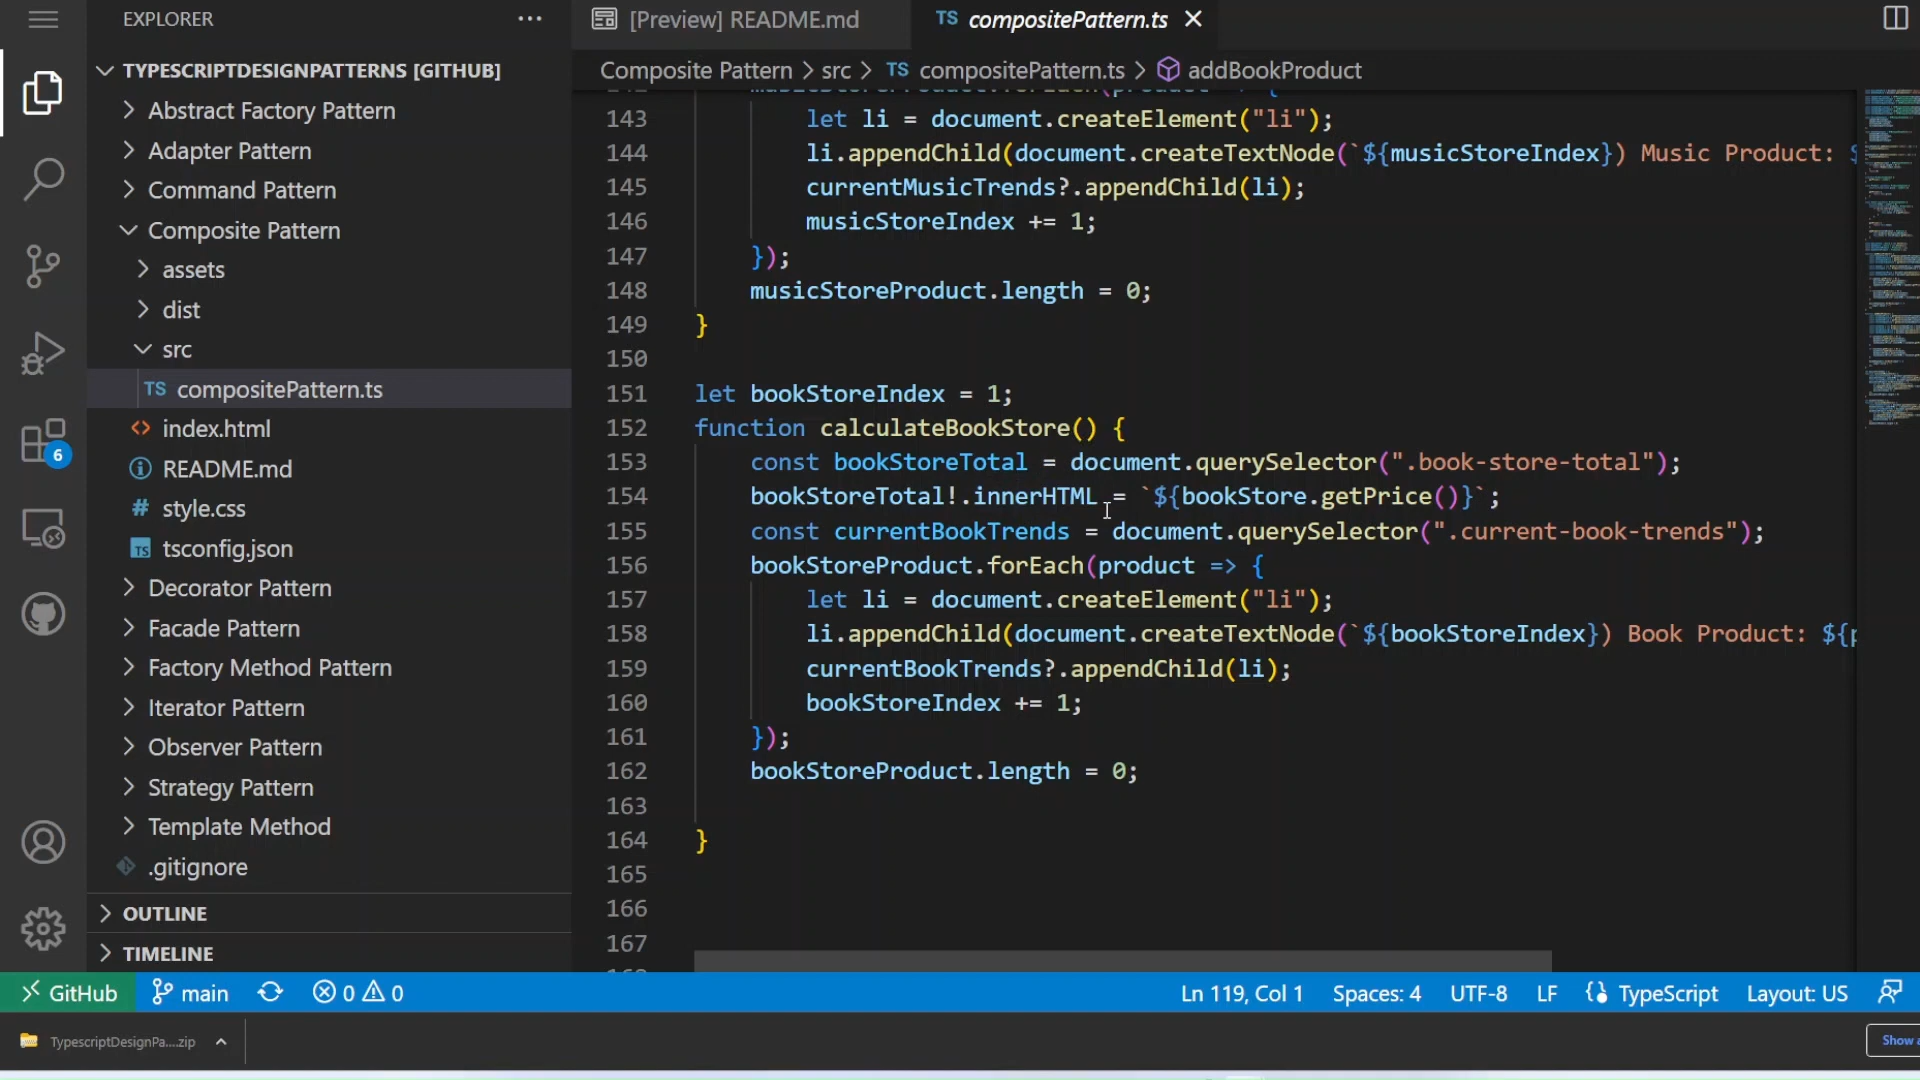 EXPLORER
TYPESCRIPTDESIGNPATTERNS [GITHUB]
Abstract Factory Pattern
Adapter Pattern
Command Pattern
Composite Pattern
assets
dist
src
TS compositePattern.ts
<> index.html
README.md
# style.css
TS tsconfig.json
Decorator Pattern
Facade Pattern
Factory Method Pattern
Iterator Pattern
Observer Pattern
Strategy Pattern
Template Method
.gitignore
OUTLINE
TIMELINE
6
[Preview] README.md
TS compositePattern.ts
Composite Pattern > src > TS compositePattern.ts > addBookProduct
143 let li = document.createElement("li");
144 li.appendChild(document.createTextNode(`${musicStoreIndex}) Music Product: $
145 currentMusicTrends?.appendChild(li);
146 musicStoreIndex += 1;
147 });
148 musicStoreProduct.length = 0;
149 }
150
151 let bookStoreIndex = 1;
152 function calculateBookStore() {
153 const bookStoreTotal = document.querySelector(".book-store-total");
154 bookStoreTotal!.innerHTML = `${bookStore.getPrice()}`;
155 const currentBookTrends = document.querySelector(".current-book-trends");
156 bookStoreProduct.forEach(product => {
157 let li = document.createElement("li");
158 li.appendChild(document.createTextNode(`${bookStoreIndex}) Book Product: ${p
159 currentBookTrends?.appendChild(li);
160 bookStoreIndex += 1;
161 });
162 bookStoreProduct.length = 0;
163
164 }
165
166
167
GitHub main 0 0 Ln 119, Col 1 Spaces: 4 UTF-8 LF TypeScript Layout: US
TypescriptDesignPa....zip
Show